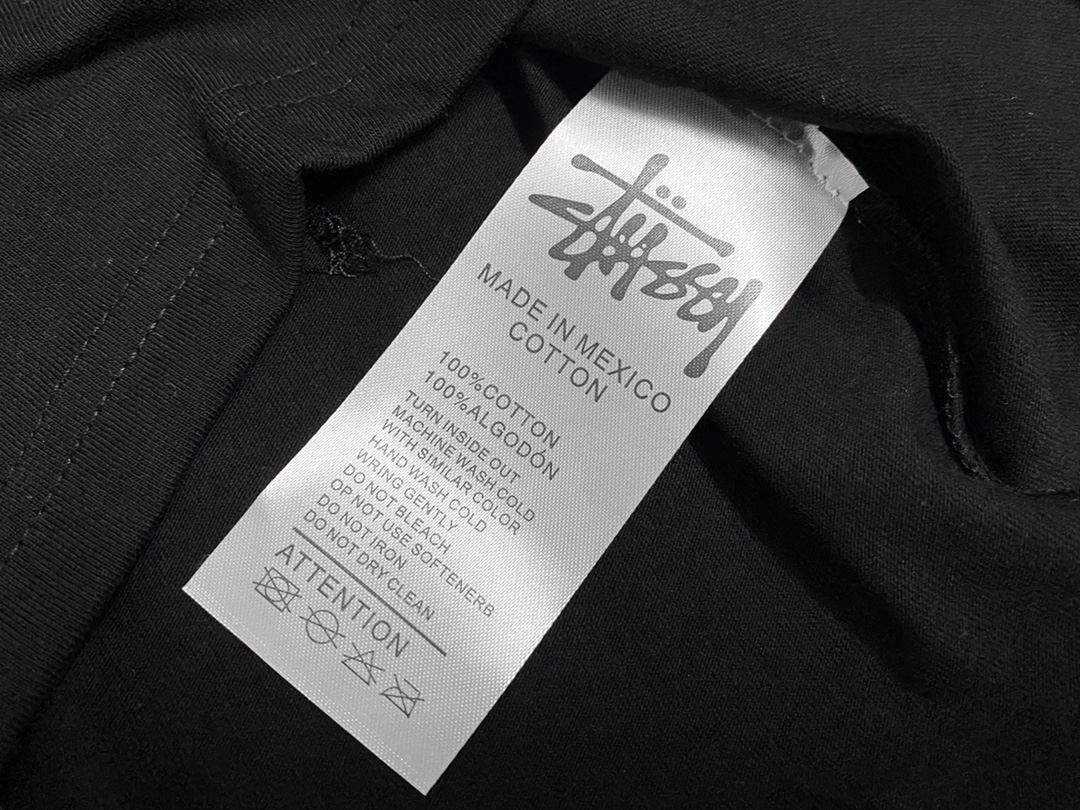 Stüssy
MADE IN MEXICO
COTTON
100%COTTON
100%ALGODÓN
TURN INSIDE OUT
MACHINE WASH COLD
WITH SIMILAR COLOR
HAND WASH COLD
WRING GENTLY
DO NOT BLEACH
OP NOT USE SOFTENERB
DO NOT IRON
DO NOT DRY CLEAN
ATTENTION